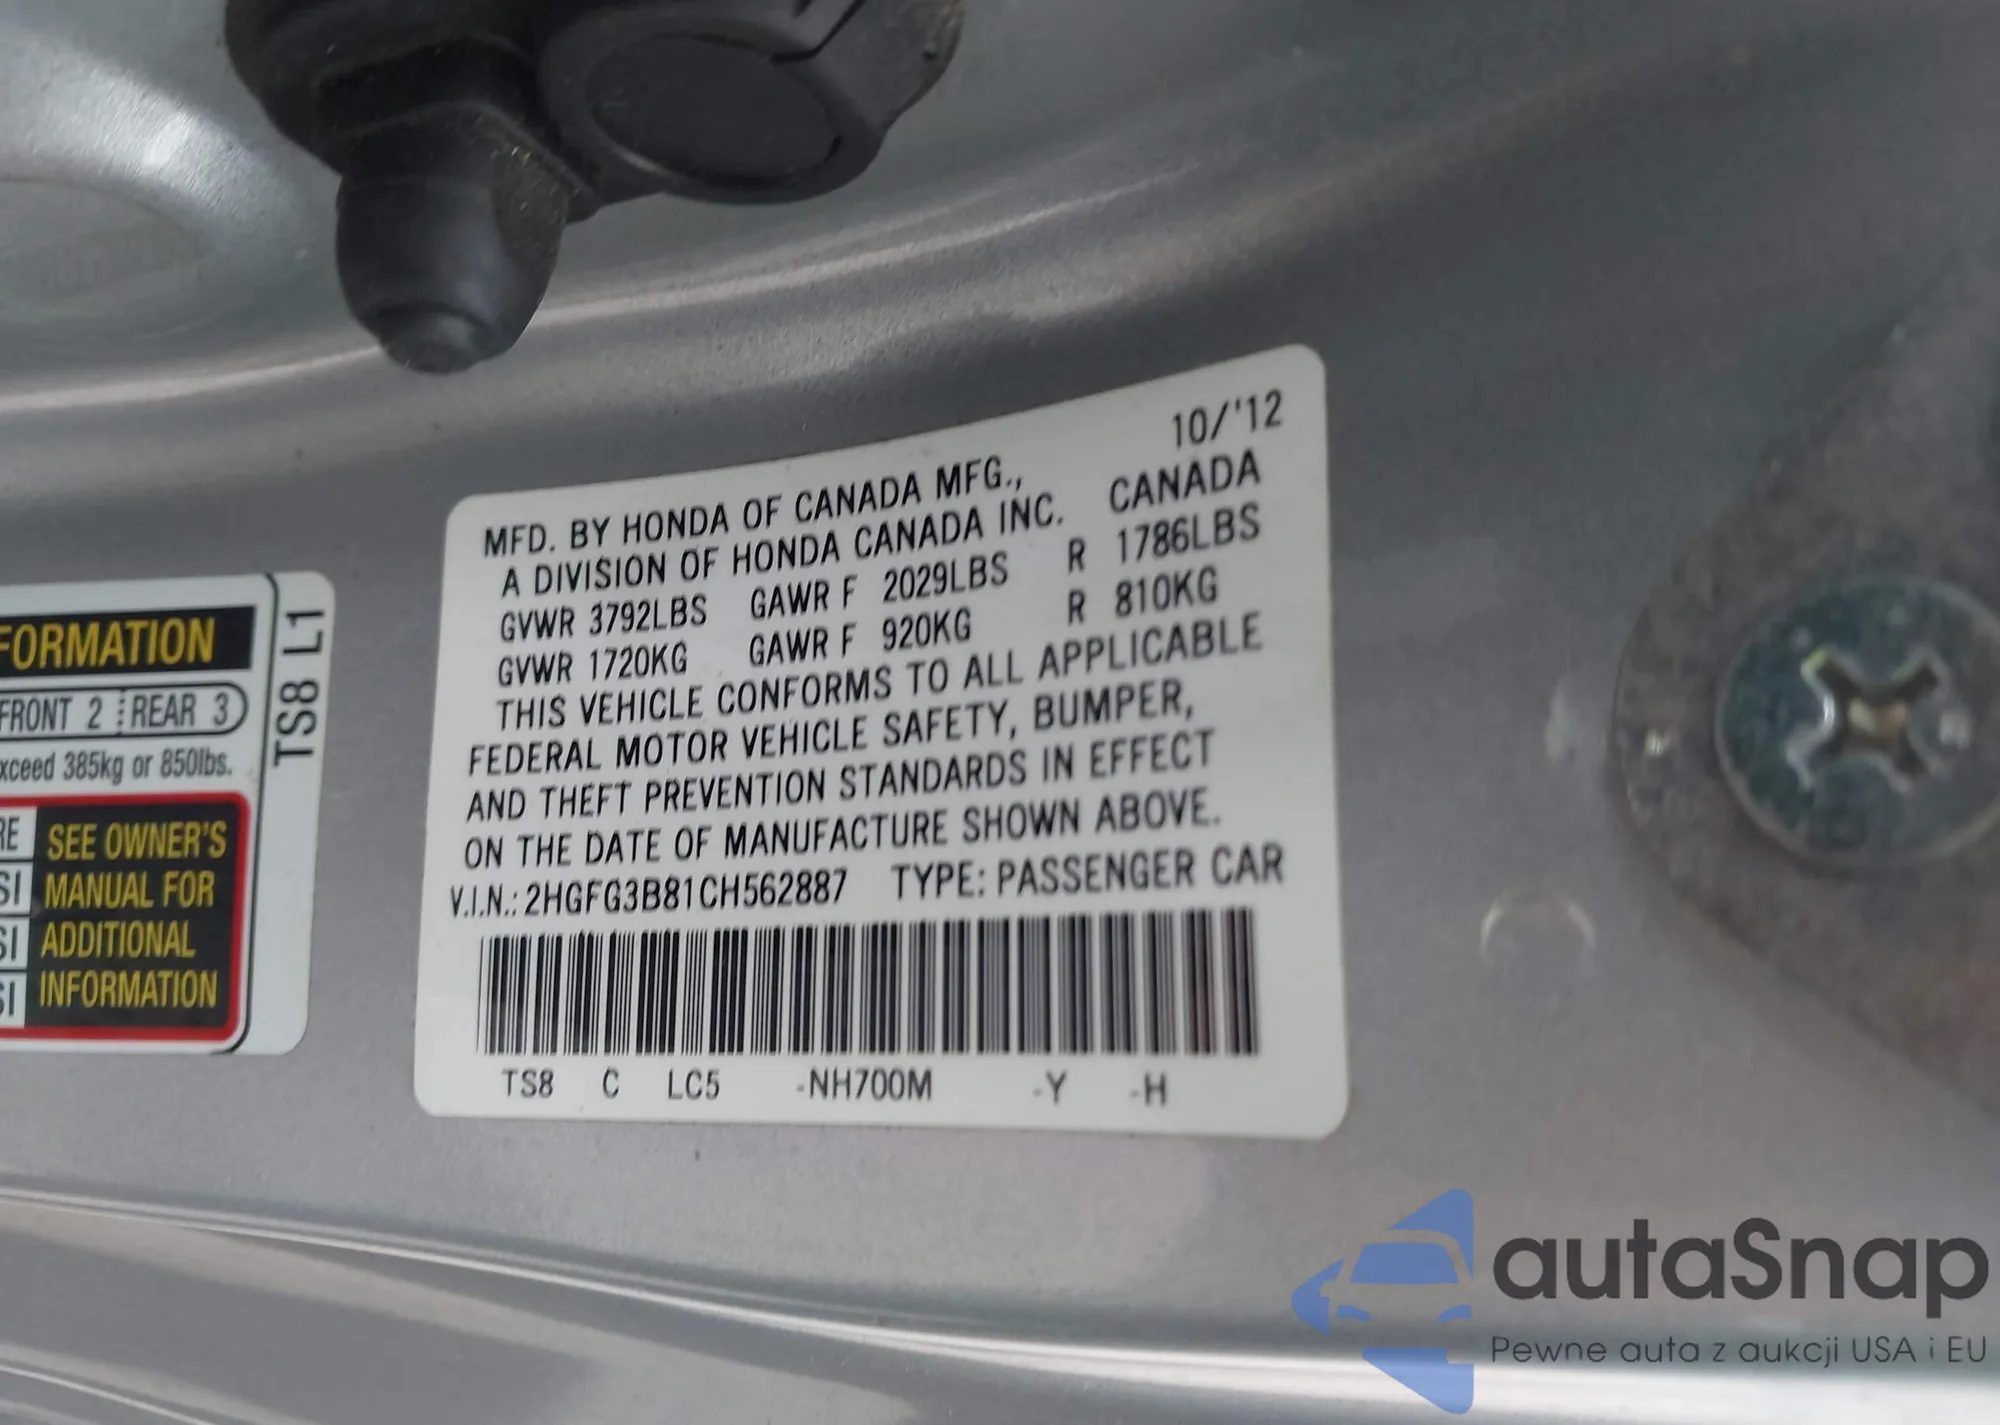 10/'12
MFD. BY HONDA OF CANADA MFG.,
A DIVISION OF HONDA CANADA INC. CANADA
GVWR 3792LBS GAWR F 2029LBS R 1786LBS
GVWR 1720KG GAWR F 920KG R 810KG
THIS VEHICLE CONFORMS TO ALL APPLICABLE
FEDERAL MOTOR VEHICLE SAFETY, BUMPER,
AND THEFT PREVENTION STANDARDS IN EFFECT
ON THE DATE OF MANUFACTURE SHOWN ABOVE.
V.I.N.: 2HGFG3B81CH562887 TYPE: PASSENGER CAR
TS8 C LC5 -NH700M -Y -H
FORMATION
FRONT 2 REAR 3
xceed 385kg or 850lbs.
RE SEE OWNER'S
SI MANUAL FOR
SI ADDITIONAL
SI INFORMATION
TS8 L1
autaSnap
Pewne auta z aukcji USA i EU